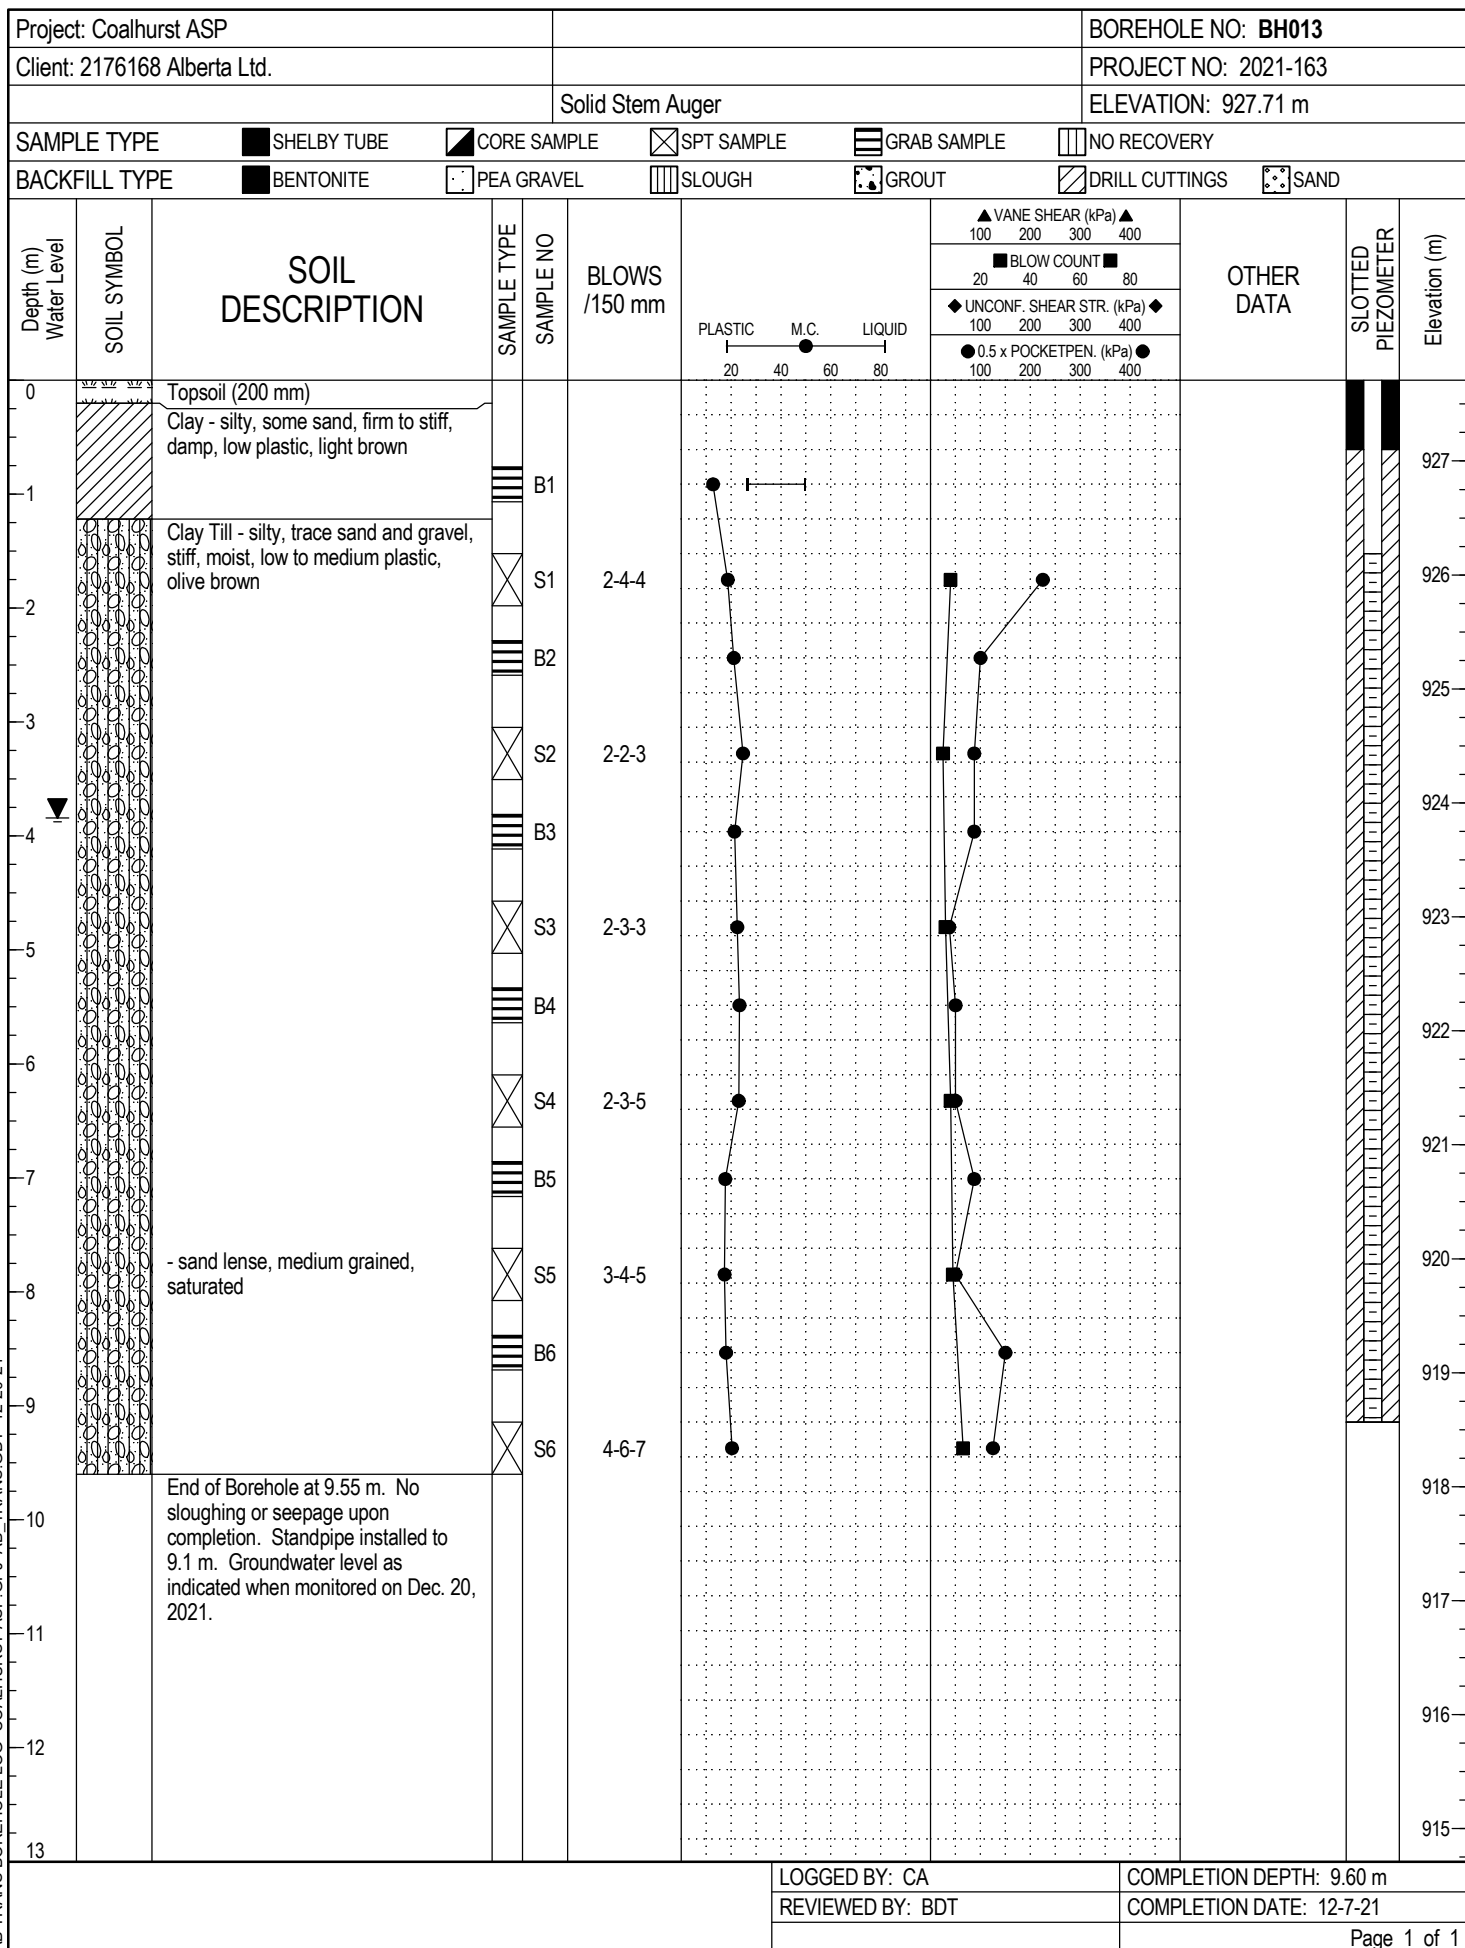 Project: Coalhurst ASP
BOREHOLE NO: BH013
Client: 2176168 Alberta Ltd.
PROJECT NO: 2021-163
Solid Stem Auger
ELEVATION: 927.71 m
SAMPLE TYPE SHELBY TUBE CORE SAMPLE SPT SAMPLE GRAB SAMPLE NO RECOVERY
BACKFILL TYPE BENTONITE PEA GRAVEL SLOUGH GROUT DRILL CUTTINGS SAND
Depth (m)
Water Level
SOIL SYMBOL
SOIL
DESCRIPTION
SAMPLE TYPE
SAMPLE NO
BLOWS
/150 mm
PLASTIC M.C. LIQUID
20 40 60 80
VANE SHEAR (kPa)
100 200 300 400
BLOW COUNT
20 40 60 80
UNCONF. SHEAR STR. (kPa)
100 200 300 400
0.5 x POCKETPEN. (kPa)
100 200 300 400
OTHER
DATA
SLOTTED
PIEZOMETER
Elevation (m)
0
Topsoil (200 mm)
Clay - silty, some sand, firm to stiff,
damp, low plastic, light brown
927
1
B1
Clay Till - silty, trace sand and gravel,
stiff, moist, low to medium plastic,
olive brown
S1 2-4-4
926
2
B2
925
3
S2 2-2-3
924
4
B3
S3 2-3-3
923
5
B4
922
6
S4 2-3-5
921
7
B5
- sand lense, medium grained,
saturated
920
S5 3-4-5
8
B6
919
9
S6 4-6-7
End of Borehole at 9.55 m. No
sloughing or seepage upon
completion. Standpipe installed to
9.1 m. Groundwater level as
indicated when monitored on Dec. 20,
2021.
918
10
917
11
916
12
915
13
LOGGED BY: CA
COMPLETION DEPTH: 9.60 m
REVIEWED BY: BDT
COMPLETION DATE: 12-7-21
Page 1 of 1